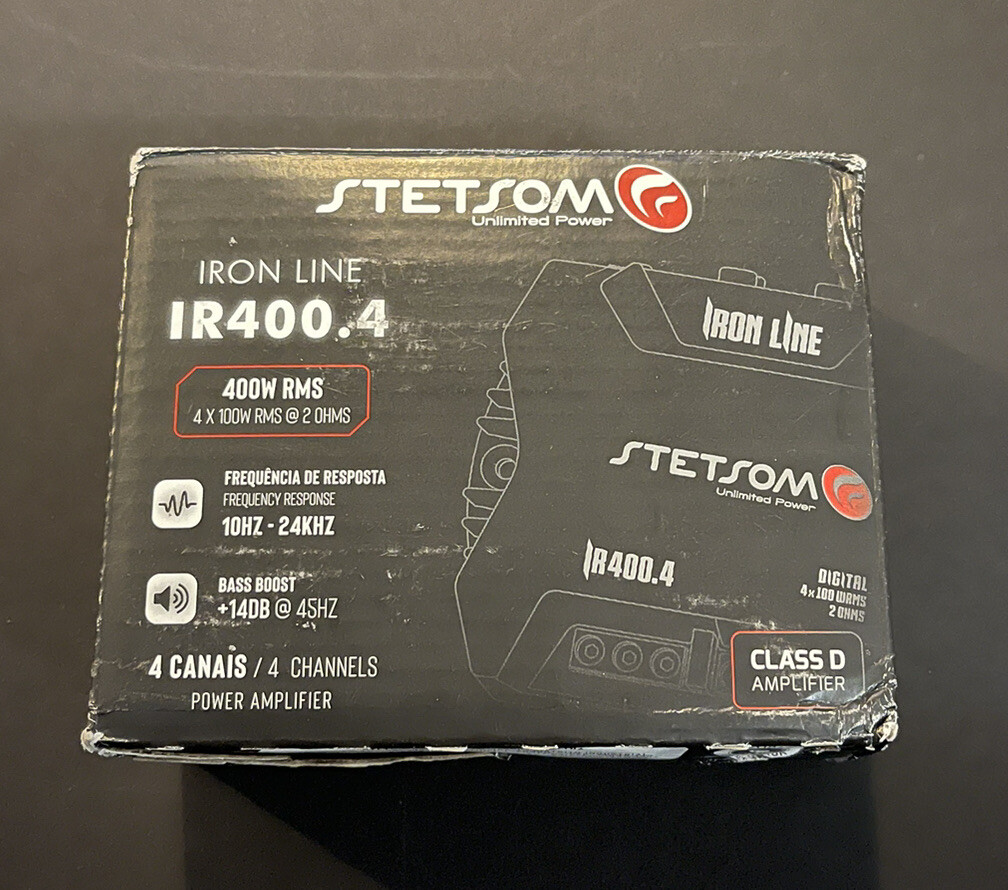 STETSOM
Unlimited Power
IRON LINE
IR400.4
400W RMS
4 X 100W RMS @ 2 OHMS
FREQUÊNCIA DE RESPOSTA
FREQUENCY RESPONSE
10HZ - 24KHZ
BASS BOOST
+14DB @ 45HZ
4 CANAIS / 4 CHANNELS
POWER AMPLIFIER
IRON LINE
STETSOM
Unlimited Power
IR400.4
DIGITAL
4x100 WRMS
2 OHMS
CLASS D
AMPLIFIER